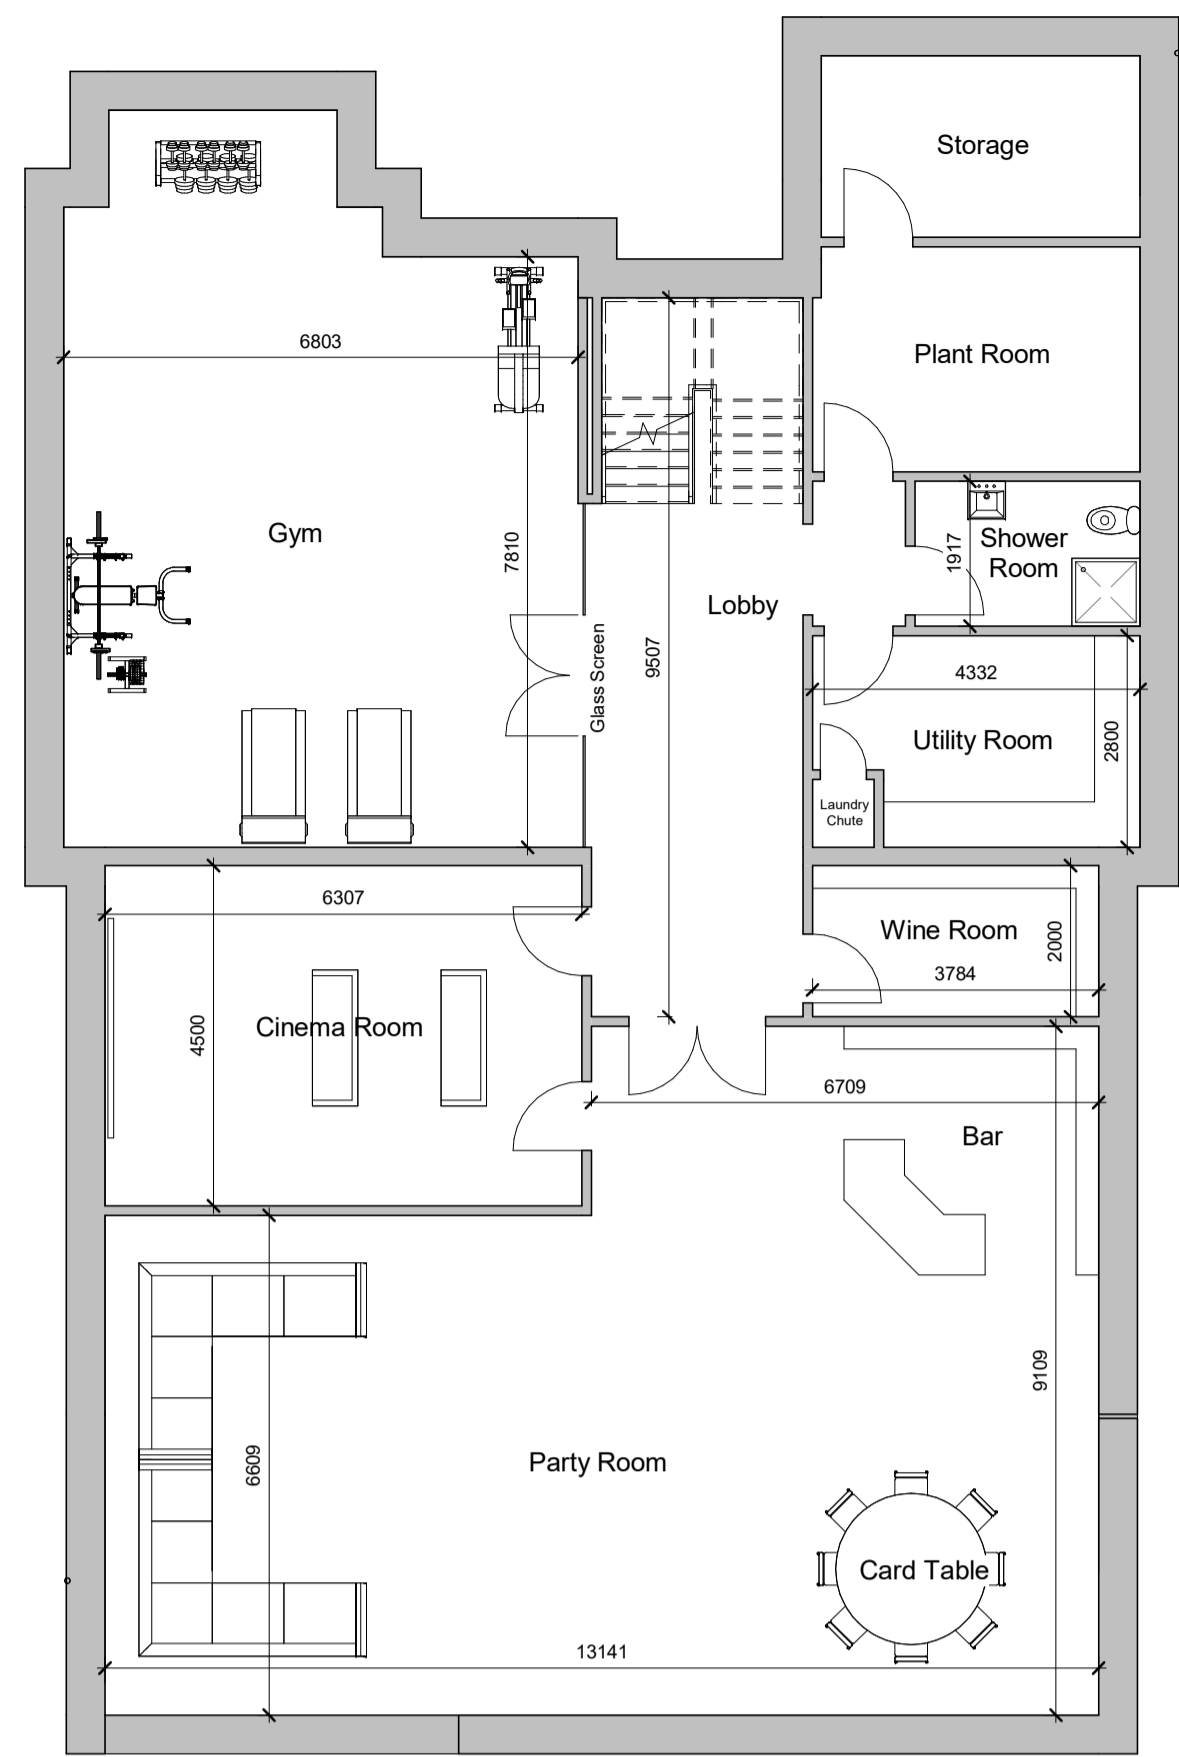 Storage
6803
Plant Room
Gym
7810
1917
Shower
Room
Lobby
Glass Screen
9507
4332
Utility Room
2800
Laundry
Chute
6307
Wine Room
2000
3784
4500
Cinema Room
6709
Bar
9109
6609
Party Room
Card Table
13141